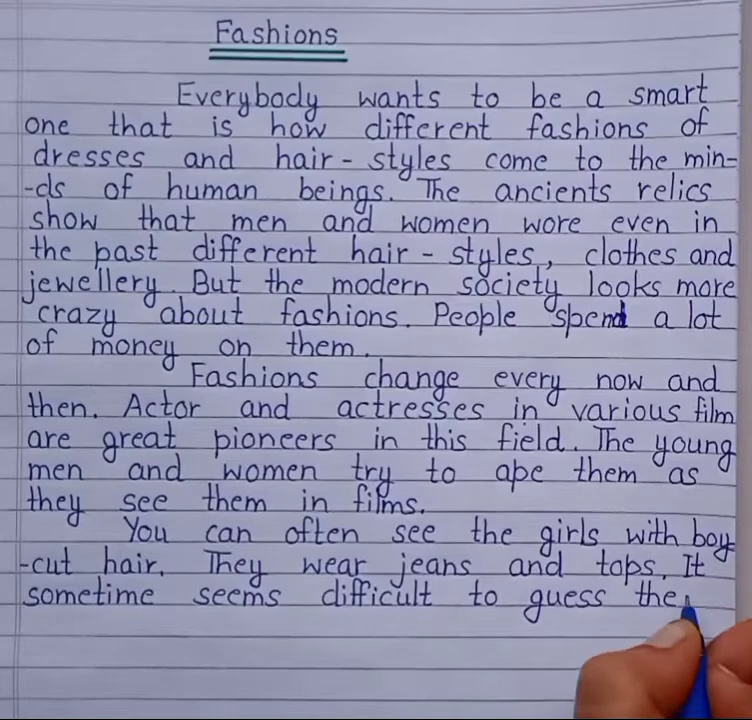 Fashions
Everybody wants to be a smart
one that is how different fashions of
dresses and hair - styles come to the min-
-ds of human beings. The ancients relics
show that men and women wore even in
the past different hair - styles, clothes and
jewellery. But the modern society looks more
crazy about fashions. People spend a lot
of money on them.
Fashions change every now and
then. Actor and actresses in various film
are great pioneers in this field. The young
men and women try to ape them as
they see them in films.
You can often see the girls with boy
-cut hair. They wear jeans and tops. It
sometime seems difficult to guess the